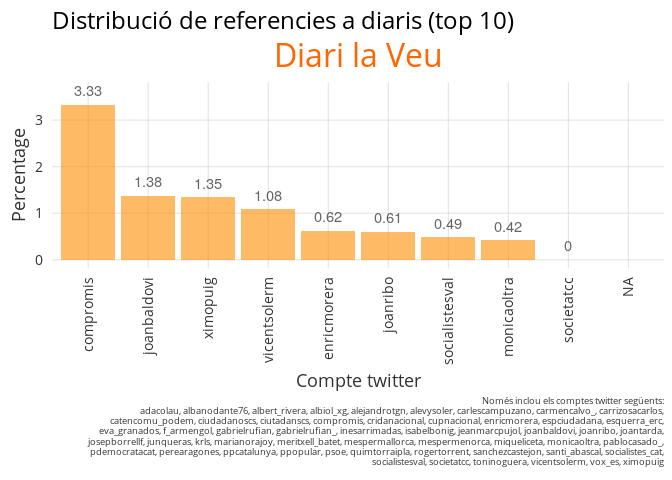 Distribució de referencies a diaris (top 10)
Diari la Veu
Percentage
3
2
1
0
3.33
1.38
1.35
1.08
0.62
0.61
0.49
0.42
0
compromis
joanbaldovi
ximopuig
vicentsolerm
enricmorera
joanribo
socialistesval
monicaoltra
societatcc
NA
Compte twitter
Només inclou els comptes twitter següents:
adacolau, albanodante76, albert_rivera, albiol_xg, alejandrotgn, alevysoler, carlescampuzano, carmencalvo_, carrizosacarlos,
catencomu_podem, ciudadanoscs, ciutadanscs, compromis, cridanacional, cupnacional, enricmorera, espciudadana, esquerra_erc,
eva_granados, f_armengol, gabrielrufian, gabrielrufian_, inesarrimadas, isabelbonig, jeanmarcpujol, joanbaldovi, joanribo, joantarda,
josepborrellf, junqueras, krls, marianorajoy, meritxell_batet, mespermallorca, mespermenorca, miqueliceta, monicaoltra, pablocasado_,
pdemocratacat, perearagones, ppcatalunya, ppopular, psoe, quimtorraipla, rogertorrent, sanchezcastejon, santi_abascal, socialistes_cat,
socialistesval, societatcc, toninoguera, vicentsolerm, vox_es, ximopuig